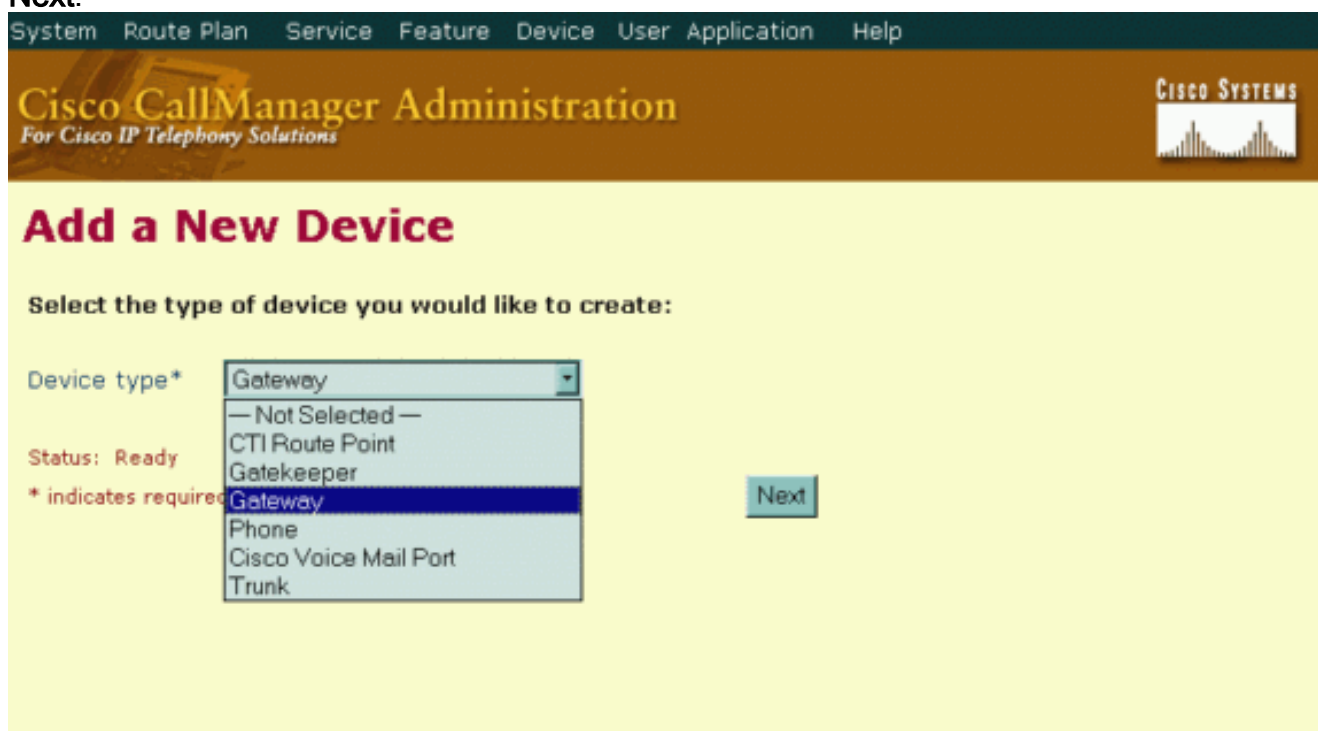 Next.
System Route Plan Service Feature Device User Application Help
Cisco CallManager Administration
For Cisco IP Telephony Solutions
CISCO SYSTEMS
Add a New Device
Select the type of device you would like to create:
Device type* Gateway
— Not Selected —
CTI Route Point
Status: Ready
Gatekeeper
* indicates required
Gateway
Next
Phone
Cisco Voice Mail Port
Trunk